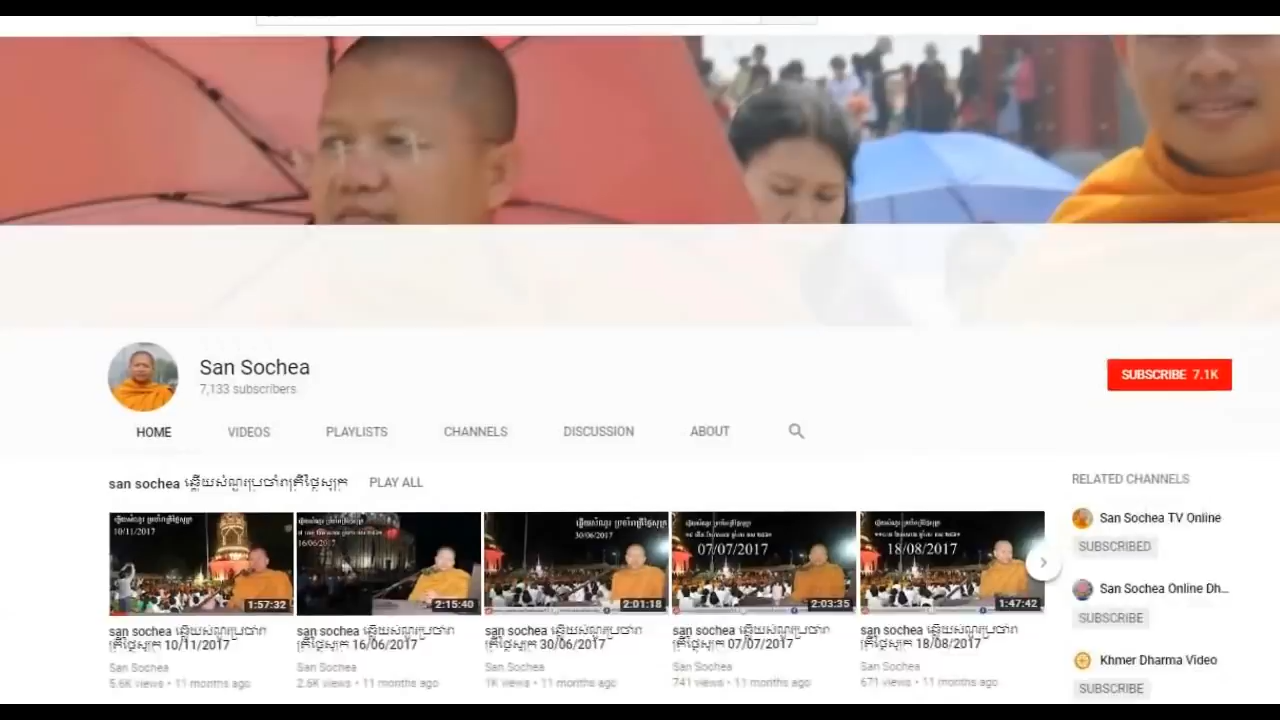 San Sochea
7,133 subscribers
SUBSCRIBE 7.1K
HOME VIDEOS PLAYLISTS CHANNELS DISCUSSION ABOUT
san sochea ឆ្លើយសំណួរប្រចាំរាត្រីថ្ងៃសុក្រ PLAY ALL
RELATED CHANNELS
San Sochea TV Online
SUBSCRIBED
San Sochea Online Dh...
SUBSCRIBE
Khmer Dharma Video
SUBSCRIBE
10/11/2017
1:57:32
16/06/2017
2:15:40
30/06/2017
2:01:18
07/07/2017
2:03:35
18/08/2017
1:47:42
san sochea ឆ្លើយសំណួរប្រចាំរា
ត្រីថ្ងៃសុក្រ 10/11/2017
San Sochea
5.6K views • 11 months ago
san sochea ឆ្លើយសំណួរប្រចាំរា
ត្រីថ្ងៃសុក្រ 16/06/2017
San Sochea
2.6K views • 11 months ago
san sochea ឆ្លើយសំណួរប្រចាំរា
ត្រីថ្ងៃសុក្រ 30/06/2017
San Sochea
1K views • 11 months ago
san sochea ឆ្លើយសំណួរប្រចាំរា
ត្រីថ្ងៃសុក្រ 07/07/2017
San Sochea
741 views • 11 months ago
san sochea ឆ្លើយសំណួរប្រចាំរា
ត្រីថ្ងៃសុក្រ 18/08/2017
San Sochea
671 views • 11 months ago